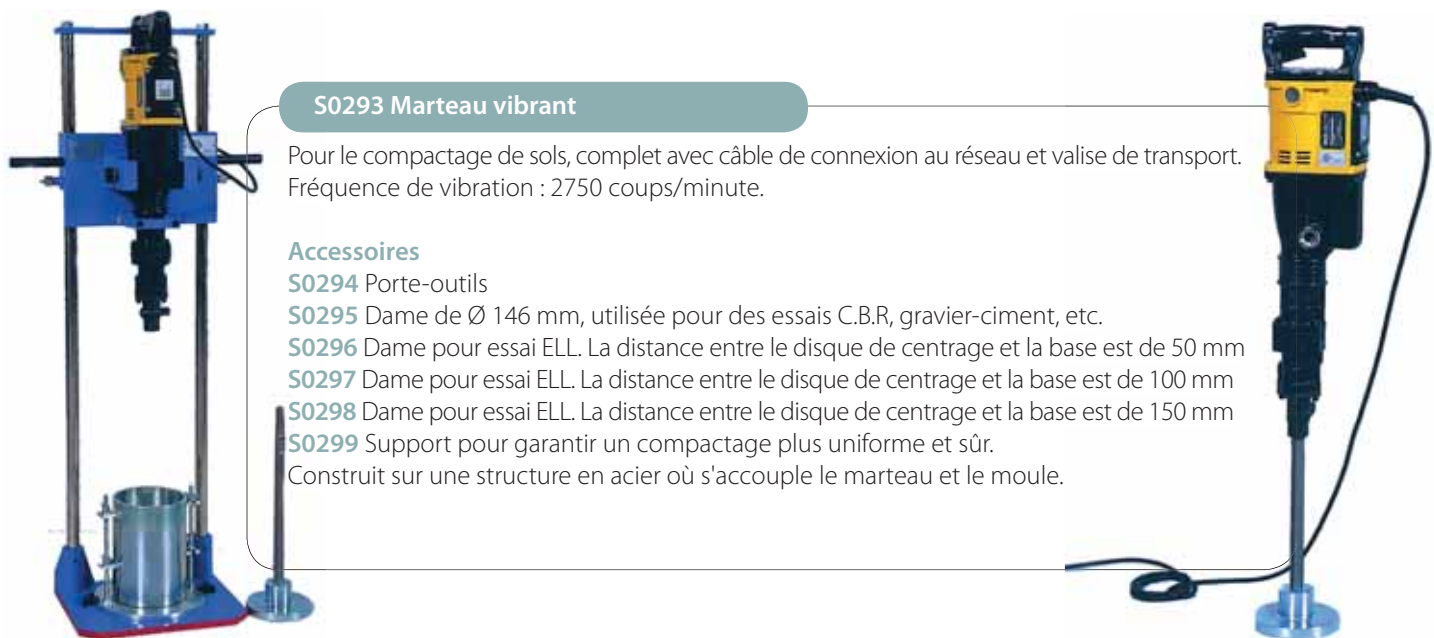 S0293 Marteau vibrant
Pour le compactage de sols, complet avec câble de connexion au réseau et valise de transport.
Fréquence de vibration : 2750 coups/minute.
Accessoires
S0294 Porte-outils
S0295 Dame de Ø 146 mm, utilisée pour des essais C.B.R, gravier-ciment, etc.
S0296 Dame pour essai ELL. La distance entre le disque de centrage et la base est de 50 mm
S0297 Dame pour essai ELL. La distance entre le disque de centrage et la base est de 100 mm
S0298 Dame pour essai ELL. La distance entre le disque de centrage et la base est de 150 mm
S0299 Support pour garantir un compactage plus uniforme et sûr.
Construit sur une structure en acier où s'accouple le marteau et le moule.